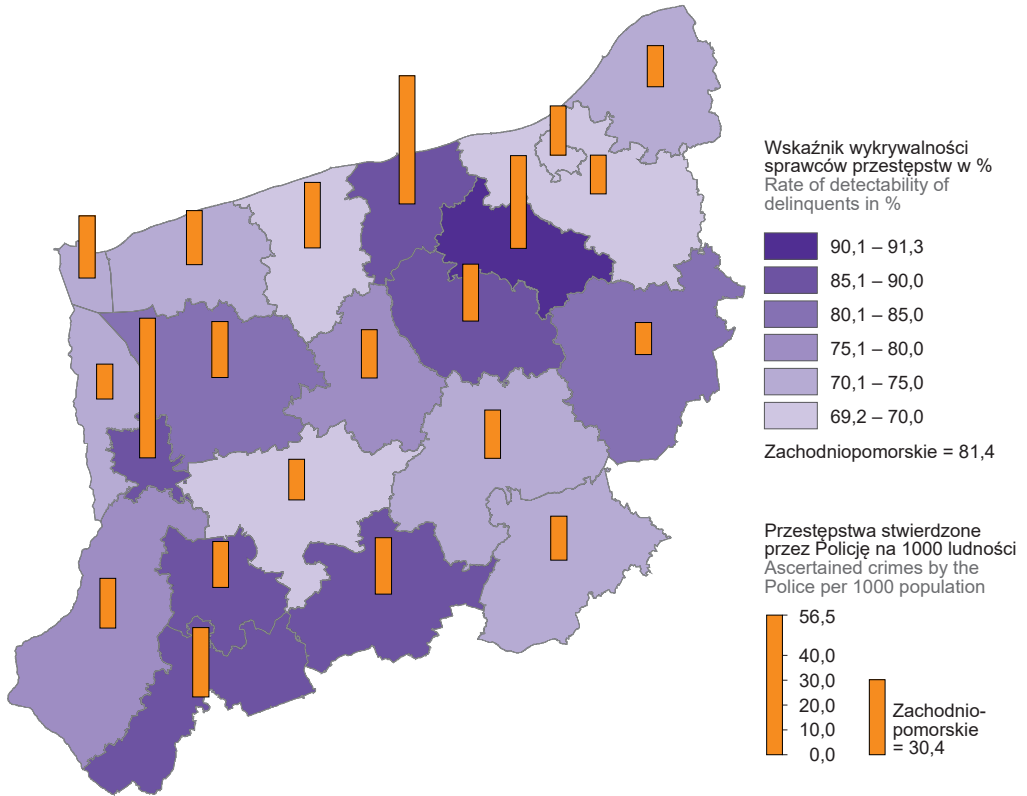 Wskaźnik wykrywalności
sprawców przestępstw w %
Rate of detectability of
delinquents in %
90,1 – 91,3
85,1 – 90,0
80,1 – 85,0
75,1 – 80,0
70,1 – 75,0
69,2 – 70,0
Zachodniopomorskie = 81,4
Przestępstwa stwierdzone
przez Policję na 1000 ludności
Ascertained crimes by the
Police per 1000 population
56,5
40,0
30,0
20,0
10,0
0,0
Zachodnio-
pomorskie
= 30,4